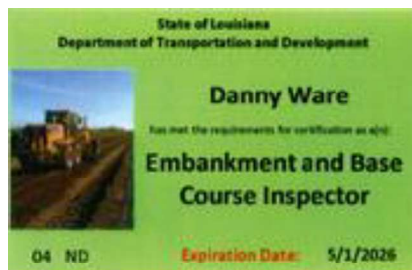 State of Louisiana
Department of Transportation and Development
Danny Ware
has met the requirements for certification as a(n):
Embankment and Base
Course Inspector
04 ND
Expiration Date: 5/1/2026